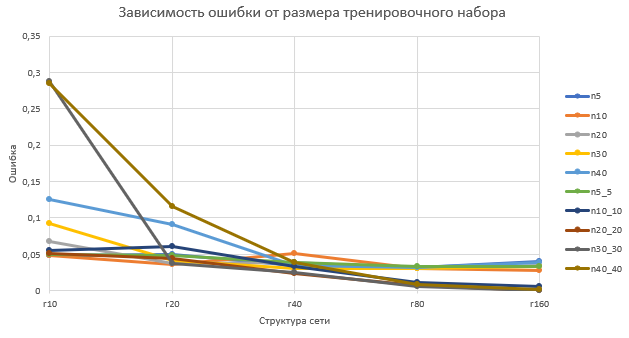 Зависимость ошибки от размера тренировочного набора
0,35
0,3
0,25
0,2
0,15
0,1
0,05
0
Ошибка
r10 r20 r40 r80 r160
Структура сети
n5
n10
n20
n30
n40
n5_5
n10_10
n20_20
n30_30
n40_40